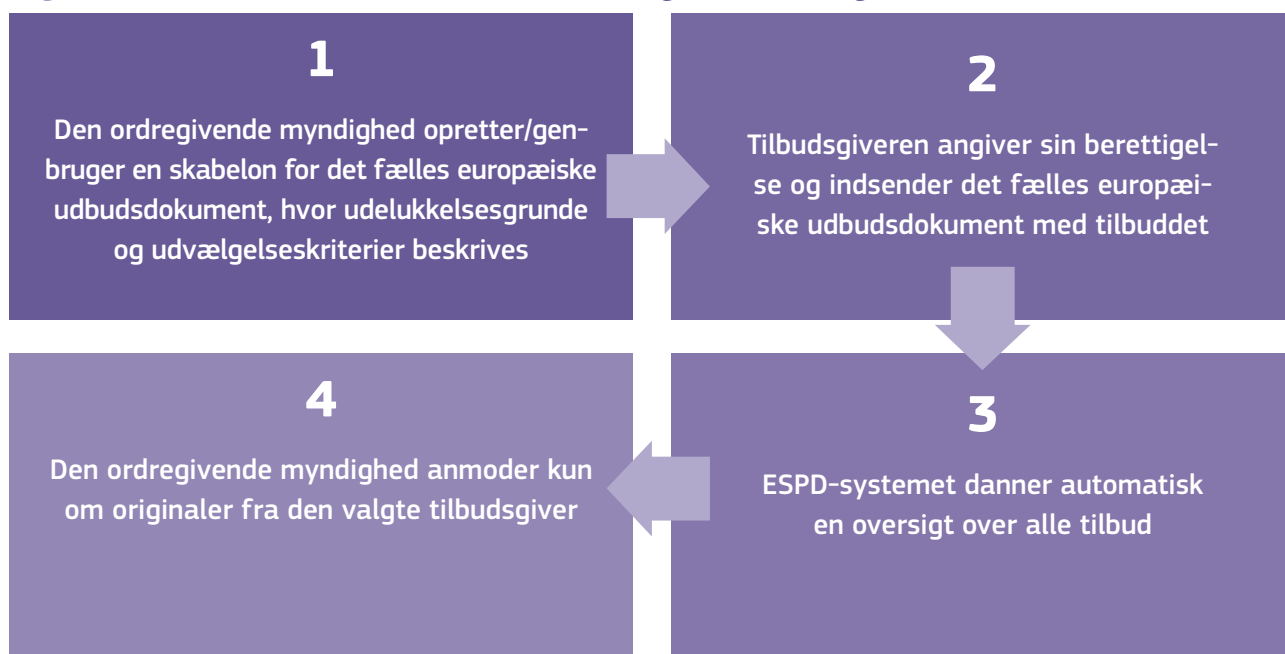 1
Den ordregivende myndighed opretter/gen-
bruger en skabelon for det fælles europæiske
udbudsdokument, hvor udelukkelsesgrunde
og udvælgelseskriterier beskrives
2
Tilbudsgiveren angiver sin berettigel-
se og indsender det fælles europæi-
ske udbudsdokument med tilbuddet
3
ESPD-systemet danner automatisk
en oversigt over alle tilbud
4
Den ordregivende myndighed anmoder kun
om originaler fra den valgte tilbudsgiver